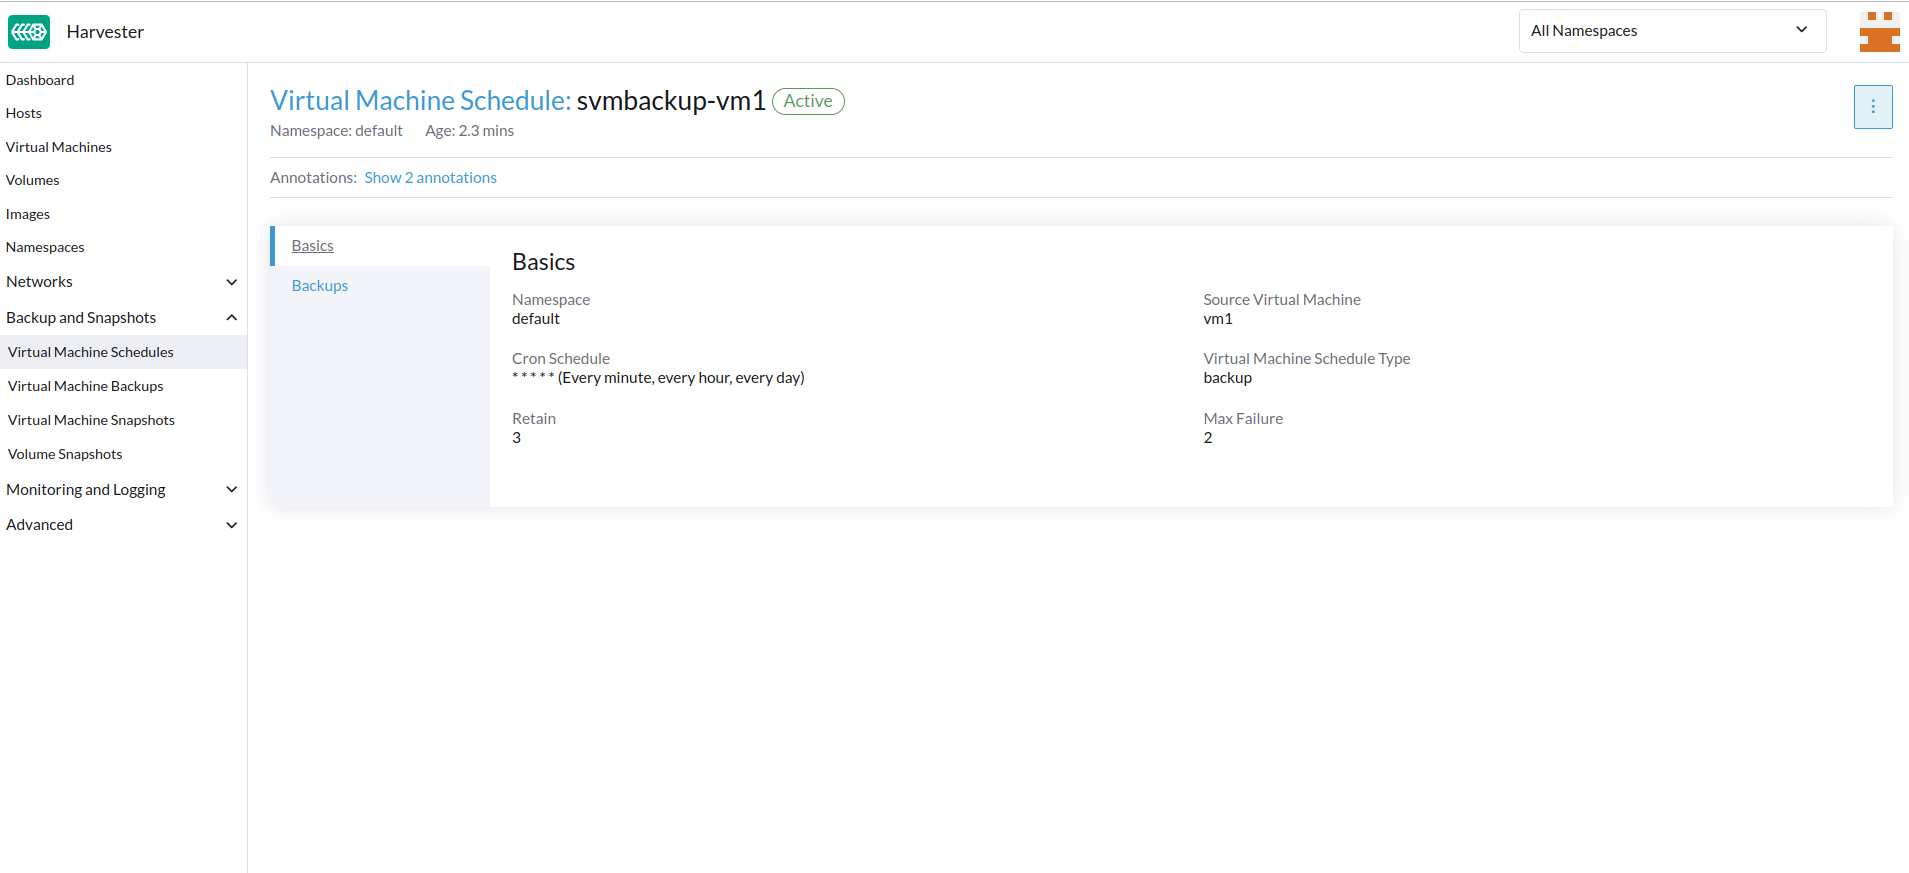 Harvester
All Namespaces
Dashboard
Hosts
Virtual Machines
Volumes
Images
Namespaces
Networks
Backup and Snapshots
Virtual Machine Schedules
Virtual Machine Backups
Virtual Machine Snapshots
Volume Snapshots
Monitoring and Logging
Advanced
Virtual Machine Schedule: svmbackup-vm1 Active
Namespace: default Age: 2.3 mins
Annotations: Show 2 annotations
Basics
Backups
Basics
Namespace
default
Source Virtual Machine
vm1
Cron Schedule
* * * * * (Every minute, every hour, every day)
Virtual Machine Schedule Type
backup
Retain
3
Max Failure
2